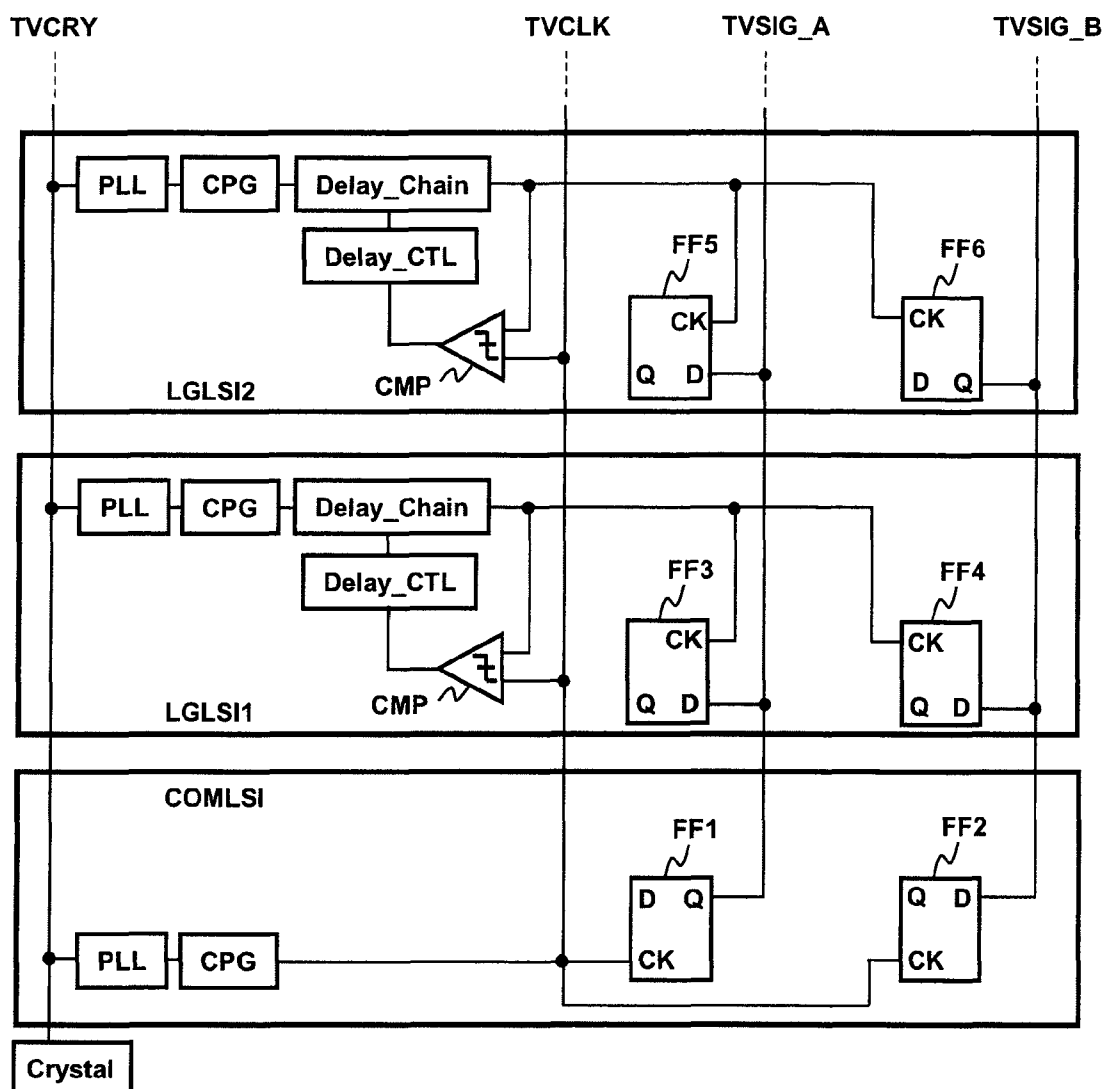 TVCRY TVCLK TVSIG_A TVSIG_B
PLL CPG Delay_Chain
Delay_CTL
FF5 FF6
CK CK
CMP Q D D Q
LGLSI2
PLL CPG Delay_Chain
Delay_CTL
FF3 FF4
CK CK
CMP Q D Q D
LGLSI1
COMLSI
FF1 FF2
D Q Q D
PLL CPG CK CK
Crystal